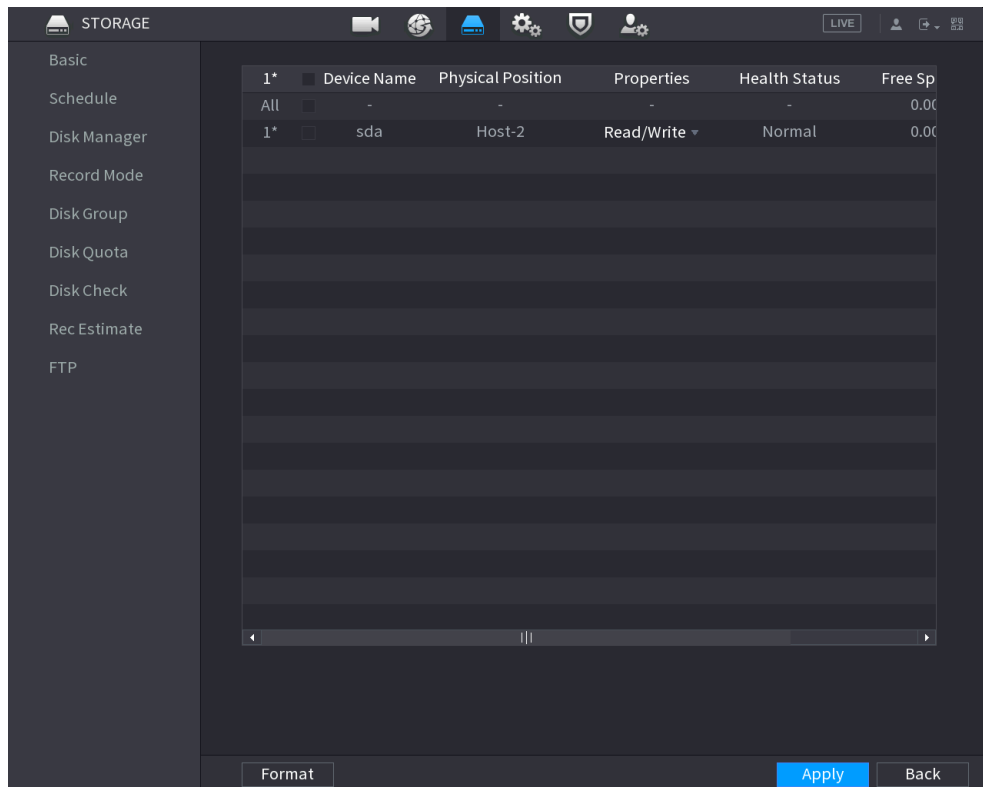 STORAGE LIVE
Basic
Schedule
Disk Manager
Record Mode
Disk Group
Disk Quota
Disk Check
Rec Estimate
FTP
1* Device Name Physical Position Properties Health Status Free Sp
All - - - - 0.00
1* sda Host-2 Read/Write Normal 0.00
Format Apply Back